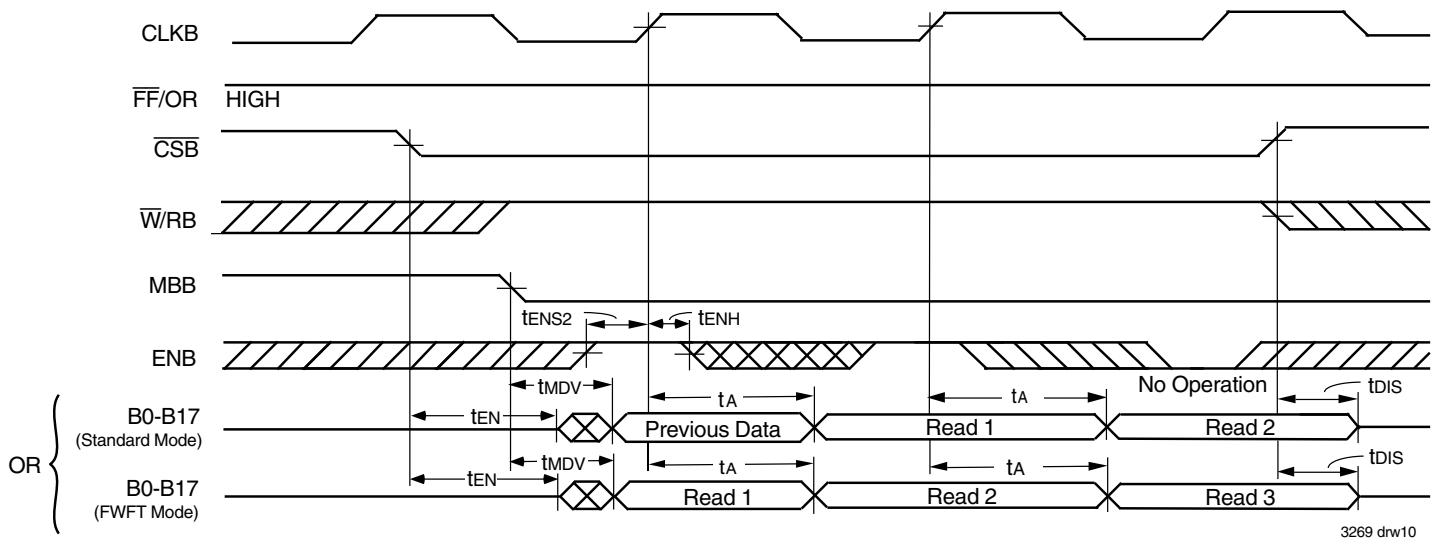 CLKB
FF/OR HIGH
CSB
W/RB
MBB
tENS2 tENH
ENB
No Operation
tMDV tA tA tDIS
tEN
B0-B17
(Standard Mode)
Previous Data Read 1 Read 2
OR
tMDV tA tA tDIS
tEN
B0-B17
(FWFT Mode)
Read 1 Read 2 Read 3
3269 drw10